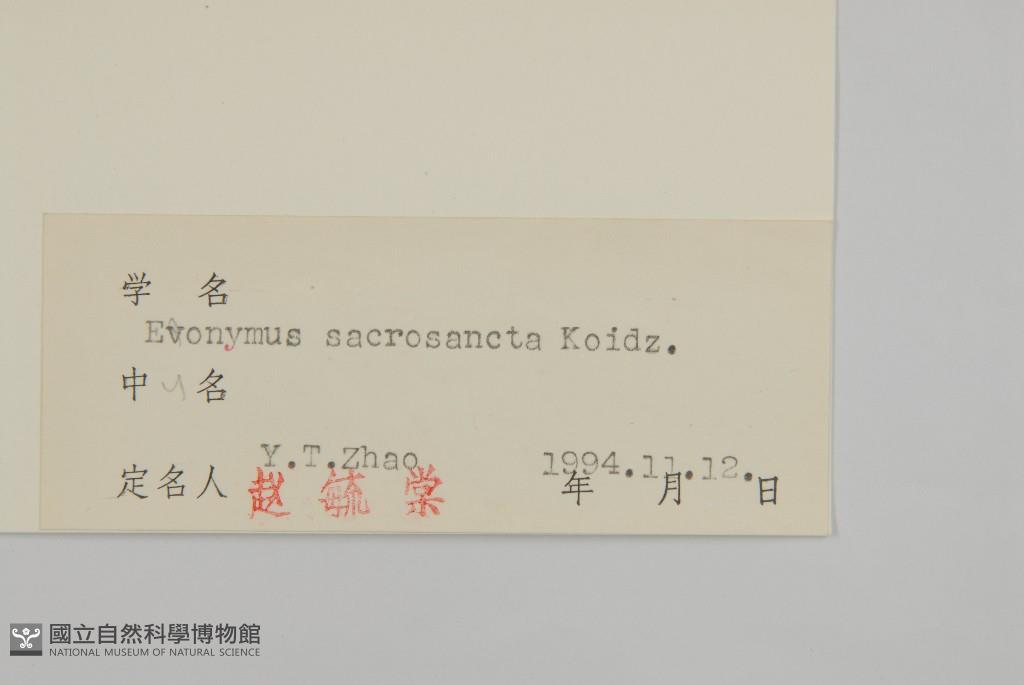 学 名
Evonymus sacrosancta Koidz.
中 名
Y.T.Zhao 1994.11.12.
定名人 赵毓棠 年 月 日
國立自然科學博物館
NATIONAL MUSEUM OF NATURAL SCIENCE